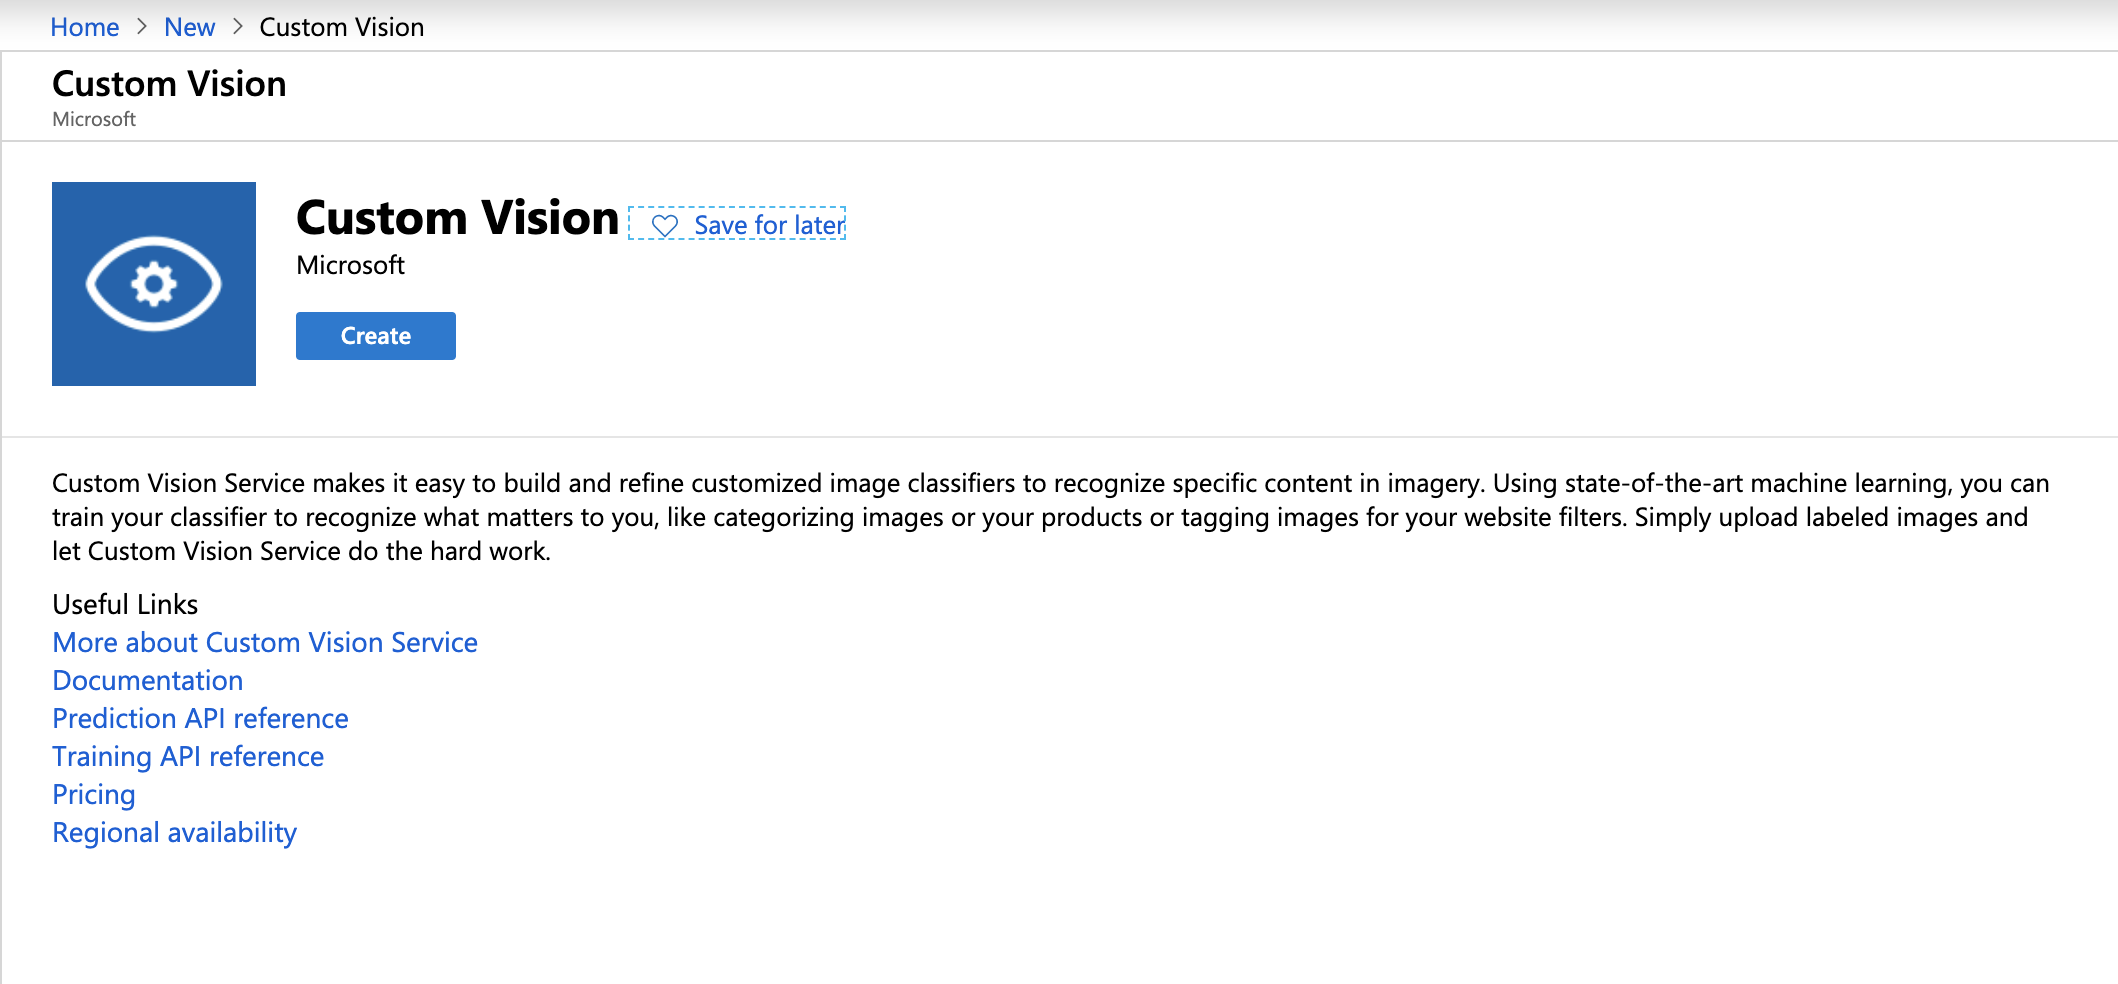 Home > New > Custom Vision
Custom Vision
Microsoft
Custom Vision Save for later
Microsoft
Create
Custom Vision Service makes it easy to build and refine customized image classifiers to recognize specific content in imagery. Using state-of-the-art machine learning, you can
train your classifier to recognize what matters to you, like categorizing images or your products or tagging images for your website filters. Simply upload labeled images and
let Custom Vision Service do the hard work.
Useful Links
More about Custom Vision Service
Documentation
Prediction API reference
Training API reference
Pricing
Regional availability